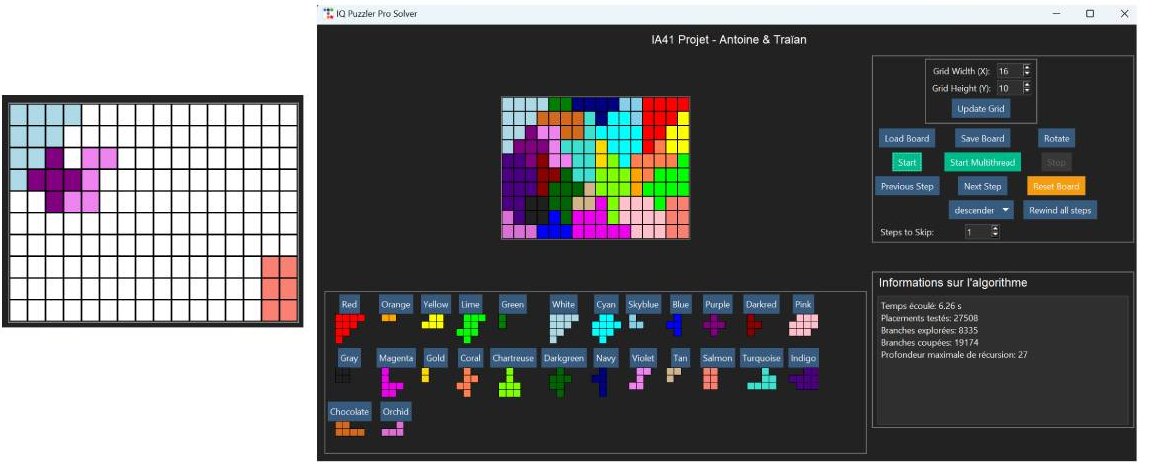 IQ Puzzler Pro Solver
IA41 Projet - Antoine & Traïan
Grid Width (X): 16
Grid Height (Y): 10
Update Grid
Load Board Save Board Rotate
Start Start Multithread Stop
Previous Step Next Step Reset Board
descender Rewind all steps
Steps to Skip: 1
Red Orange Yellow Lime Green White Cyan Skyblue Blue Purple Darkred Pink
Gray Magenta Gold Coral Chartreuse Darkgreen Navy Violet Tan Salmon Turquoise Indigo
Chocolate Orchid
Informations sur l'algorithme
Temps écoulé: 6.26 s
Placements testés: 27508
Branches explorées: 8335
Branches coupées: 19174
Profondeur maximale de récursion: 27